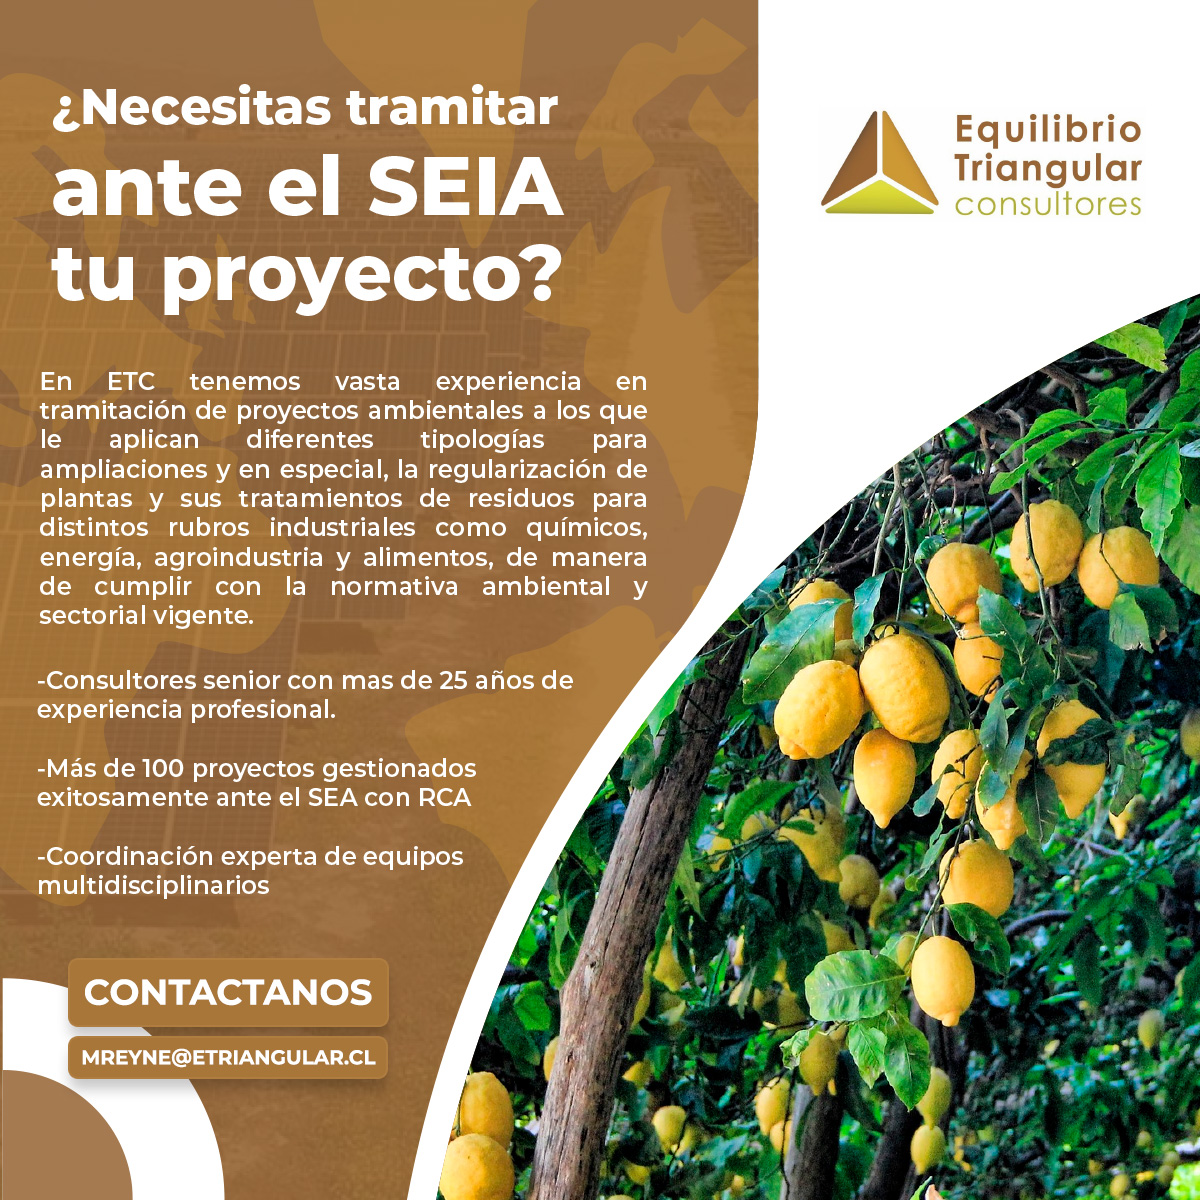 ¿Necesitas tramitar
ante el SEIA
tu proyecto?
Equilibrio
Triangular
consultores
En ETC tenemos vasta experiencia en
tramitación de proyectos ambientales a los que
le aplican diferentes tipologías para
ampliaciones y en especial, la regularización de
plantas y sus tratamientos de residuos para
distintos rubros industriales como químicos,
energía, agroindustria y alimentos, de manera
de cumplir con la normativa ambiental y
sectorial vigente.
-Consultores senior con mas de 25 años de
experiencia profesional.
-Más de 100 proyectos gestionados
exitosamente ante el SEA con RCA
-Coordinación experta de equipos
multidisciplinarios
CONTACTANOS
MREYNE@ETRIANGULAR.CL